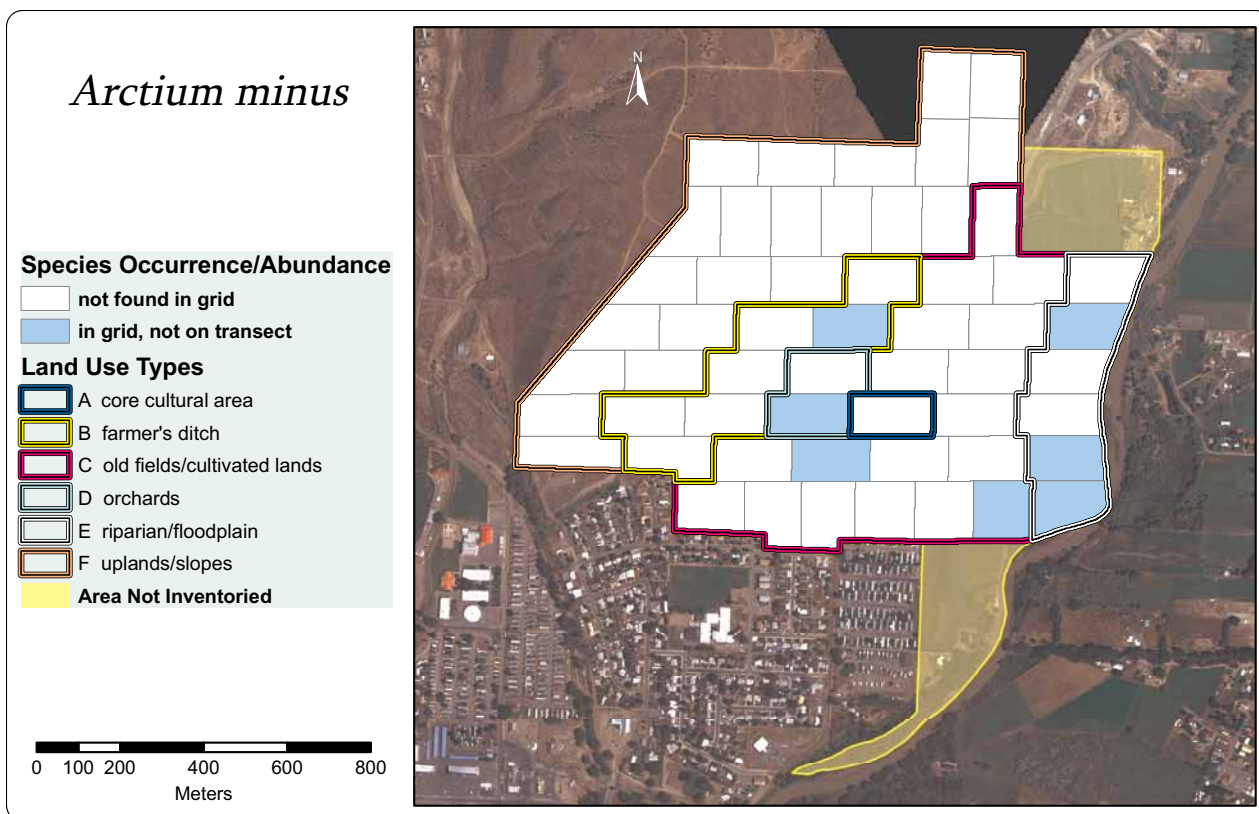 Arctium minus
Species Occurrence/Abundance
not found in grid
in grid, not on transect
Land Use Types
A core cultural area
B farmer's ditch
C old fields/cultivated lands
D orchards
E riparian/floodplain
F uplands/slopes
Area Not Inventoried
0 100 200 400 600 800
Meters
N